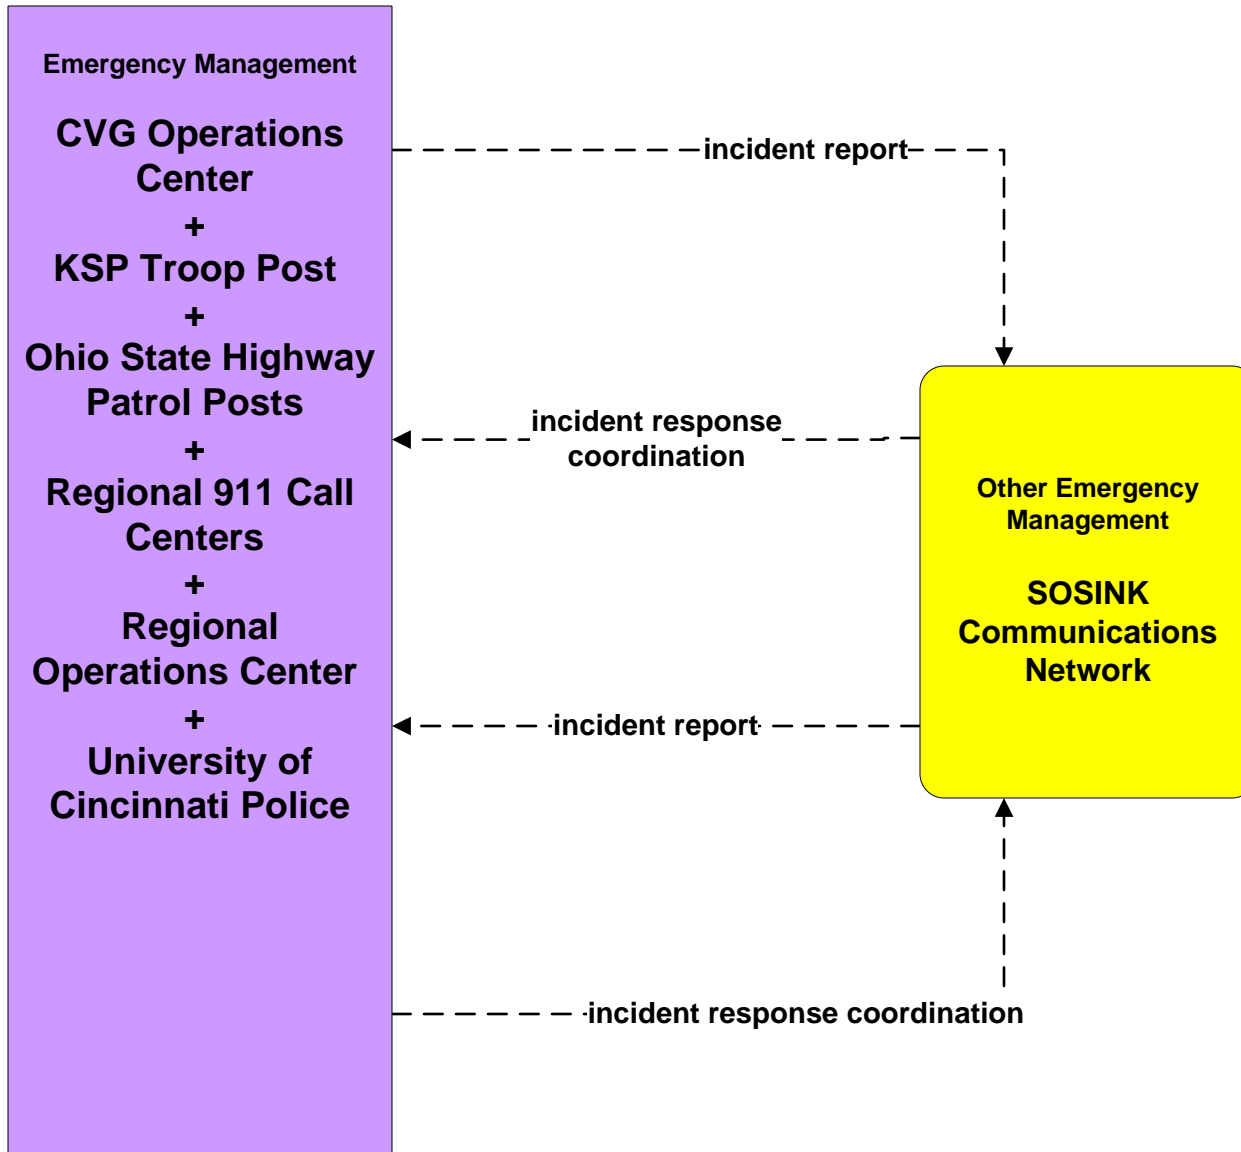 Emergency Management
CVG Operations
Center
+
KSP Troop Post
+
Ohio State Highway
Patrol Posts
+
Regional 911 Call
Centers
+
Regional
Operations Center
+
University of
Cincinnati Police
incident report
incident response
coordination
incident report
incident response coordination
Other Emergency
Management
SOSINK
Communications
Network